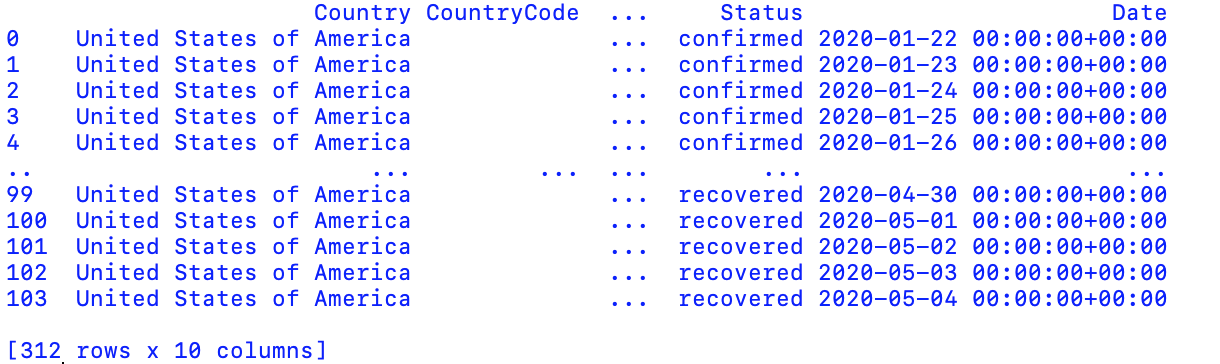 Country CountryCode  ...     Status                      Date
0    United States of America              ...  confirmed 2020-01-22 00:00:00+00:00
1    United States of America              ...  confirmed 2020-01-23 00:00:00+00:00
2    United States of America              ...  confirmed 2020-01-24 00:00:00+00:00
3    United States of America              ...  confirmed 2020-01-25 00:00:00+00:00
4    United States of America              ...  confirmed 2020-01-26 00:00:00+00:00
..                        ...         ...  ...        ...                       ...
99   United States of America              ...  recovered 2020-04-30 00:00:00+00:00
100  United States of America              ...  recovered 2020-05-01 00:00:00+00:00
101  United States of America              ...  recovered 2020-05-02 00:00:00+00:00
102  United States of America              ...  recovered 2020-05-03 00:00:00+00:00
103  United States of America              ...  recovered 2020-05-04 00:00:00+00:00
[312 rows x 10 columns]